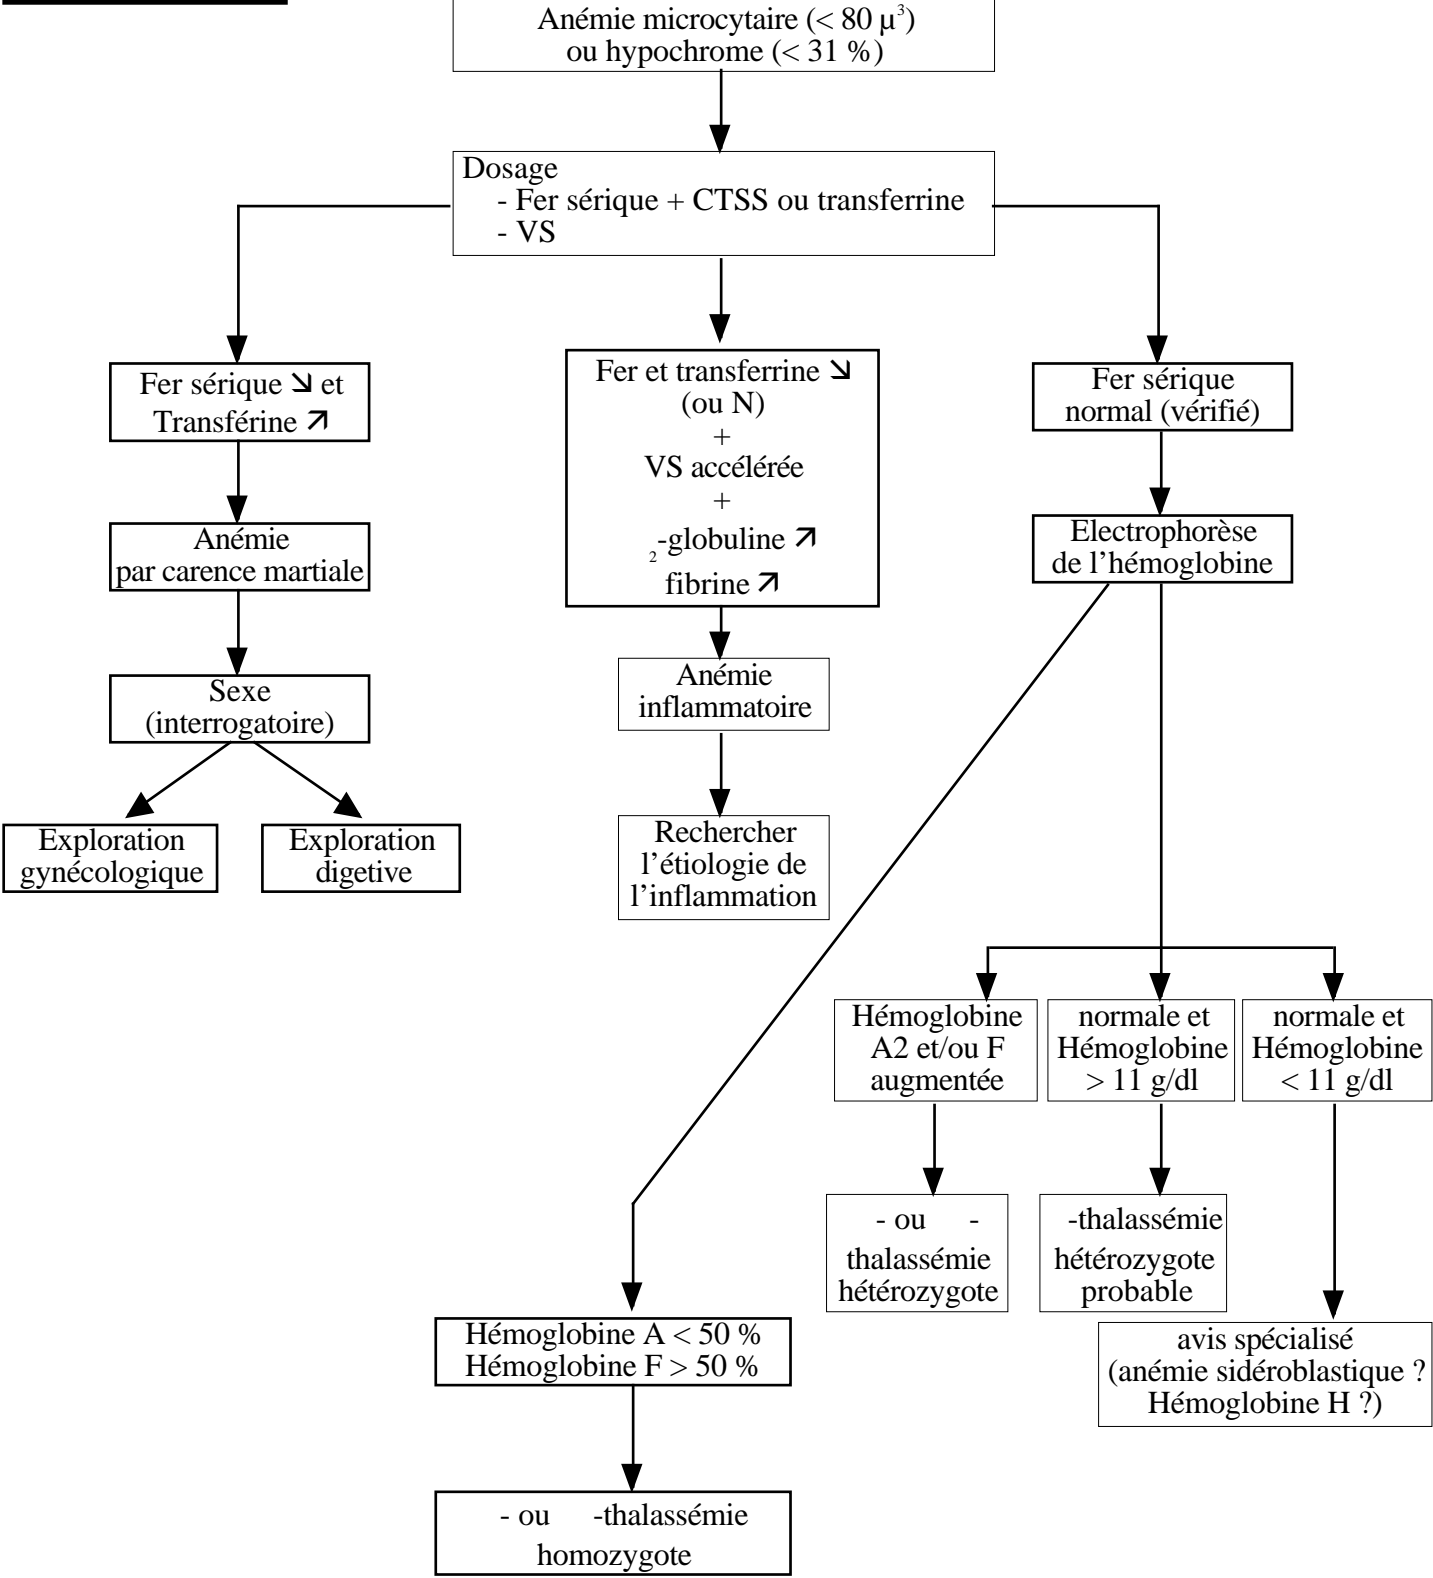 Anémie microcytaire (< 80 µ³)
ou hypochrome (< 31 %)
Dosage
- Fer sérique + CTSS ou transferrine
- VS
Fer sérique ➘ et
Transférine ➚
Fer et transferrine ➘
(ou N)
+
VS accélérée
+
₂-globuline ➚
fibrine ➚
Fer sérique
normal (vérifié)
Anémie
par carence martiale
Electrophorèse
de l’hémoglobine
Sexe
(interrogatoire)
Anémie
inflammatoire
Exploration
gynécologique
Exploration
digetive
Rechercher
l’étiologie de
l’inflammation
Hémoglobine
A2 et/ou F
augmentée
normale et
Hémoglobine
> 11 g/dl
normale et
Hémoglobine
< 11 g/dl
- ou -
thalassémie
hétérozygote
-thalassémie
hétérozygote
probable
avis spécialisé
(anémie sidéroblastique ?
Hémoglobine H ?)
Hémoglobine A < 50 %
Hémoglobine F > 50 %
- ou -thalassémie
homozygote